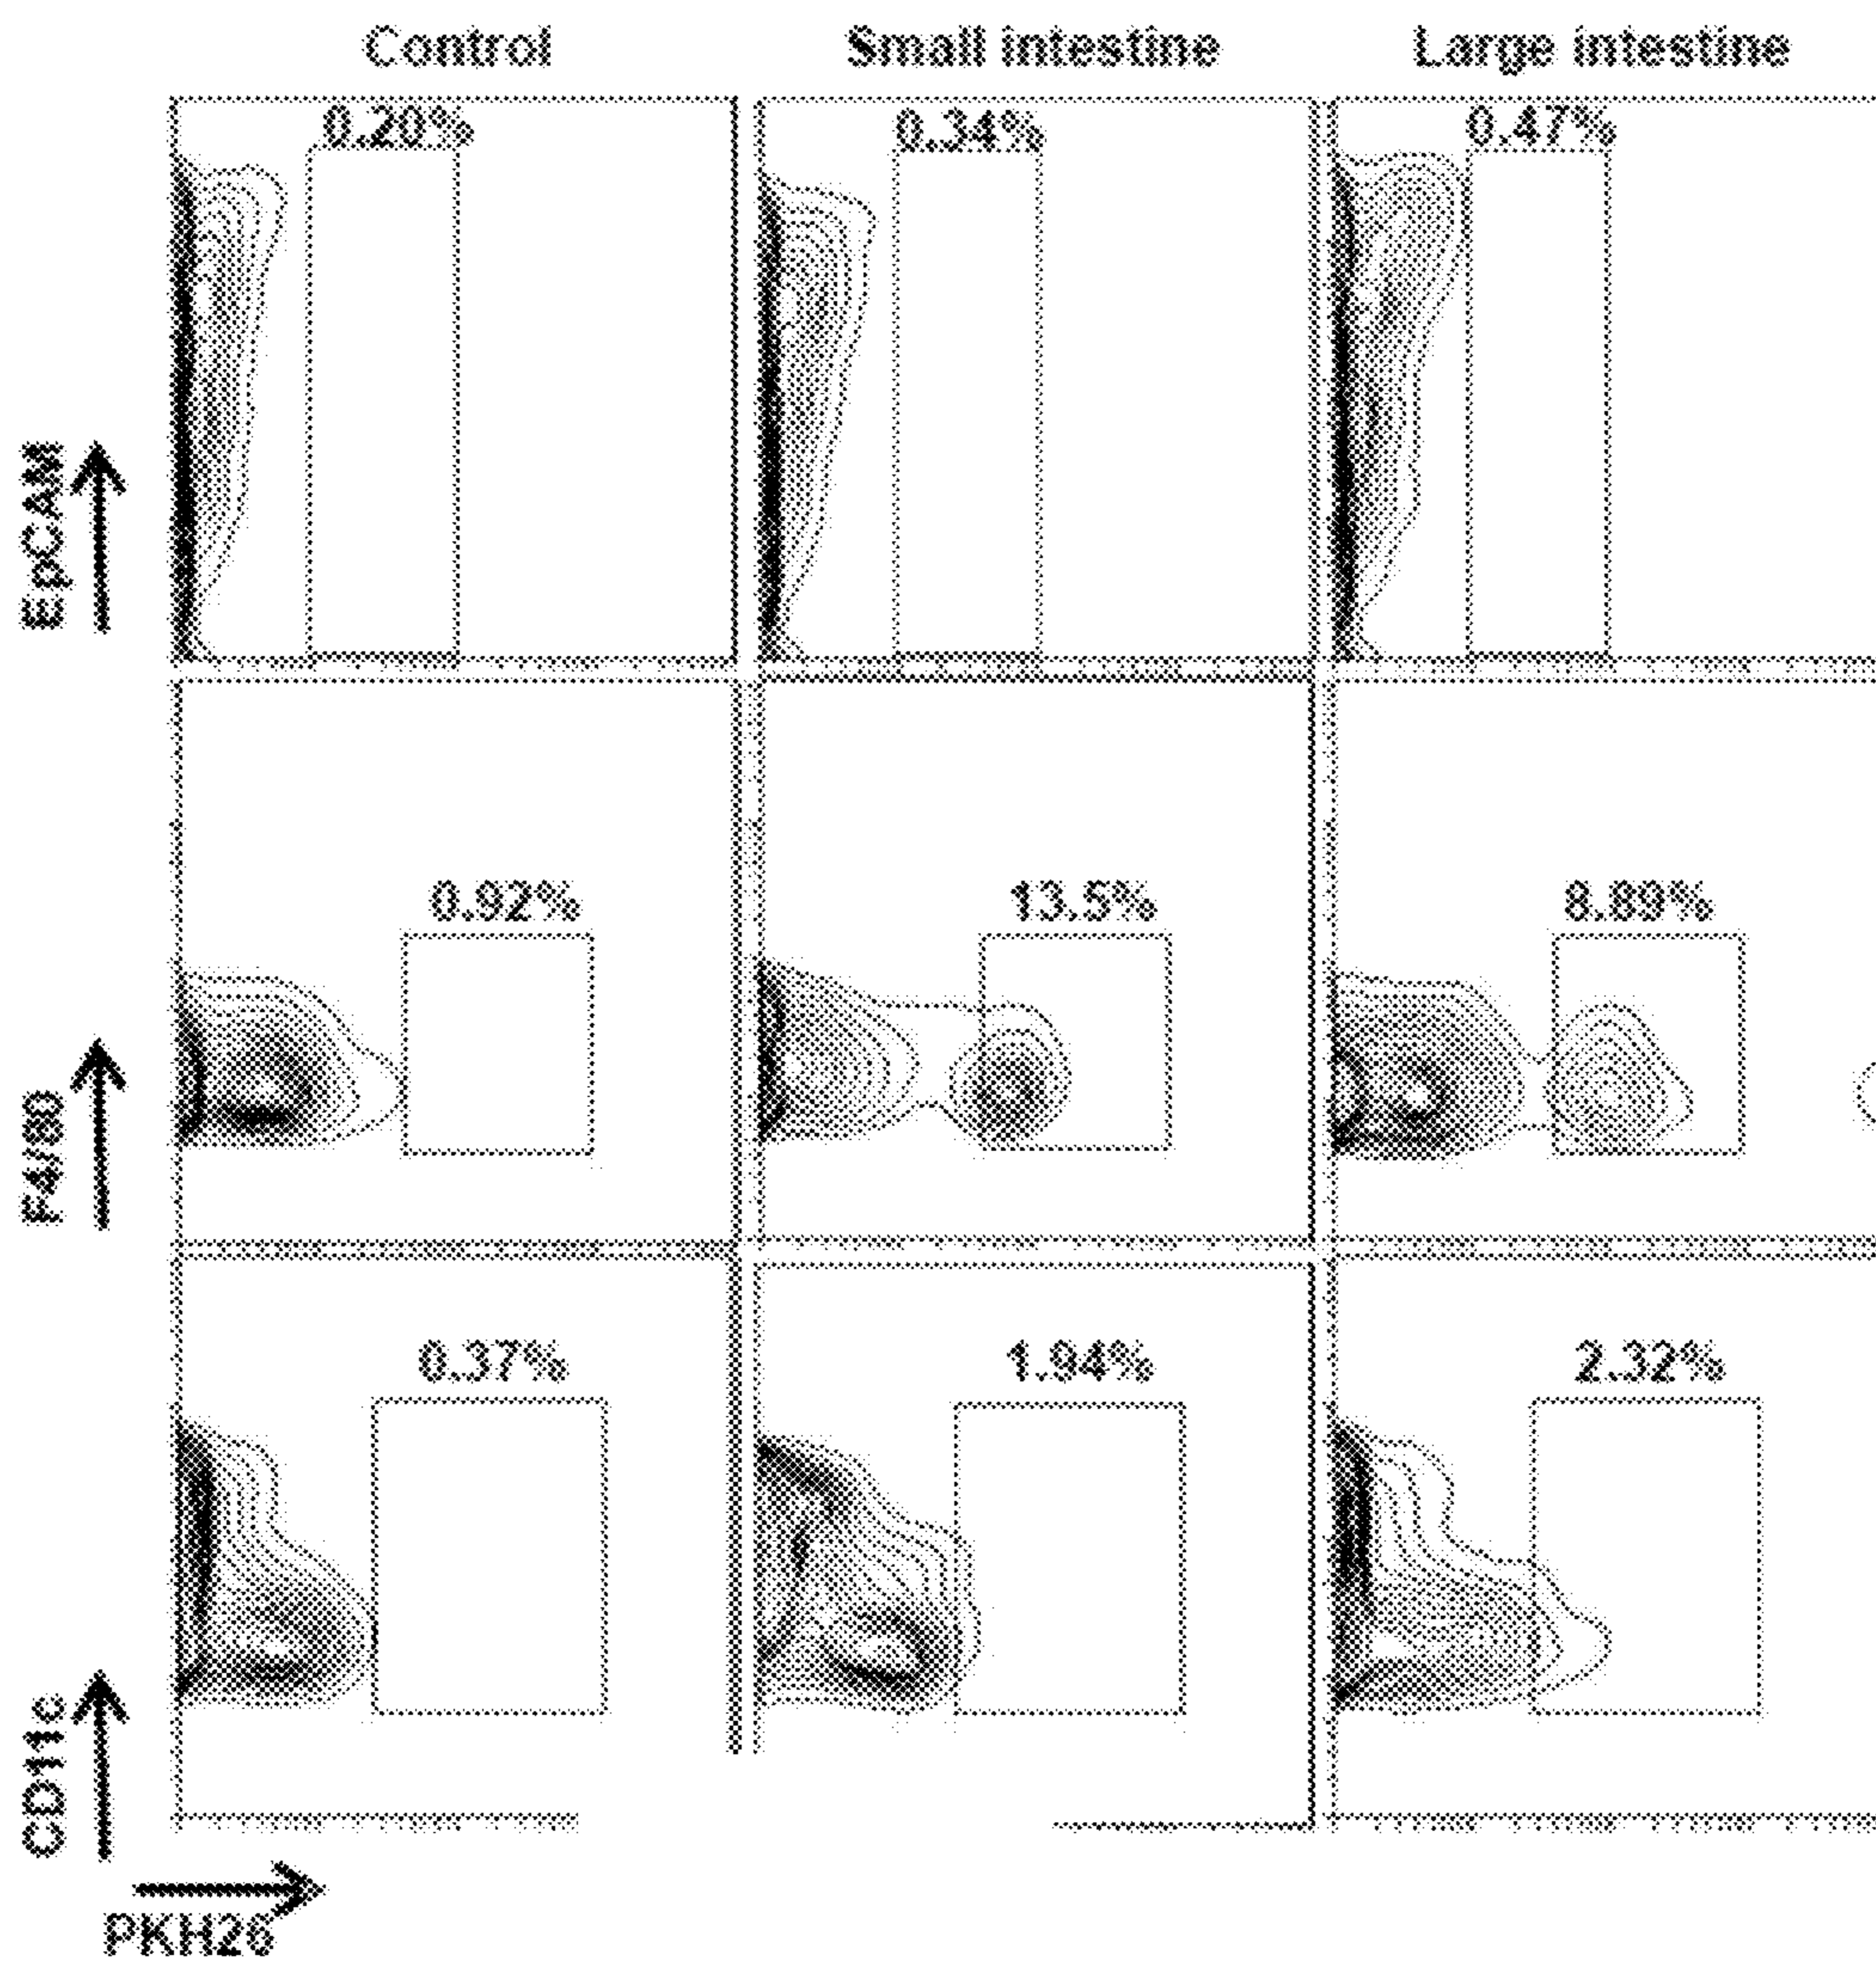 Control Small intestine Large intestine
0.20% 0.34% 0.47%
EpCAM
0.92% 13.5% 8.89%
F4/80
0.37% 1.94% 2.32%
CD11c
PKH26